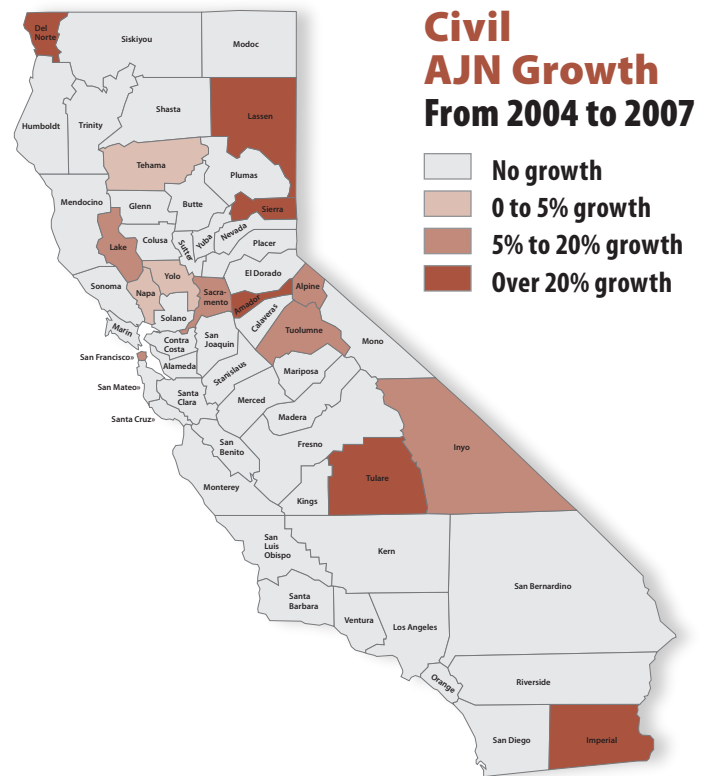 Civil
AJN Growth
From 2004 to 2007
No growth
0 to 5% growth
5% to 20% growth
Over 20% growth
Del
Norte
Siskiyou
Modoc
Humboldt
Trinity
Shasta
Lassen
Tehama
Plumas
Mendocino
Glenn
Butte
Sierra
Lake
Colusa
Sutter
Yuba
Nevada
Placer
Sonoma
Napa
Yolo
El Dorado
Sacra-
mento
Amador
Alpine
Solano
Calaveras
Marin
Contra
Costa
San
Joaquin
Tuolumne
Mono
San Francisco»
Alameda
Stanislaus
Mariposa
San Mateo»
Santa
Clara
Merced
Santa Cruz»
Madera
San
Benito
Fresno
Inyo
Monterey
Kings
Tulare
San
Luis
Obispo
Kern
San Bernardino
Santa
Barbara
Ventura
Los Angeles
Orange
Riverside
San Diego
Imperial